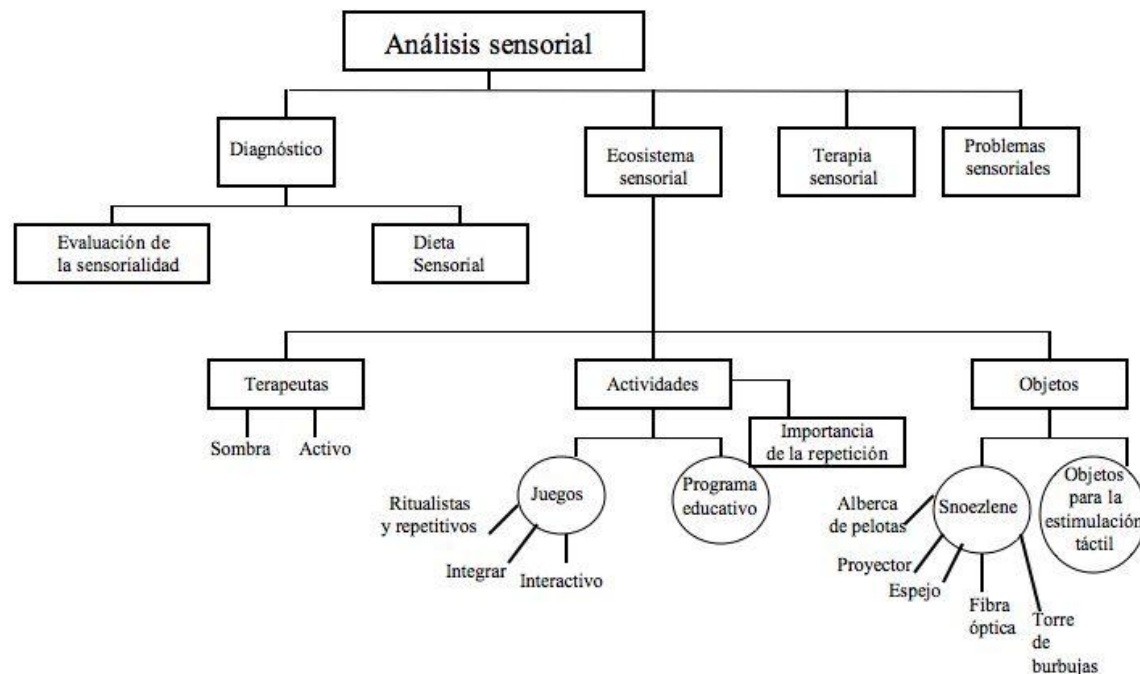 Análisis sensorial
Diagnóstico
Ecosistema
sensorial
Terapia
sensorial
Problemas
sensoriales
Evaluación de
la sensorialidad
Dieta
Sensorial
Terapeutas
Sombra
Activo
Actividades
Importancia
de la repetición
Juegos
Ritualistas
y repetitivos
Integrar
Interactivo
Programa
educativo
Objetos
Snoezlene
Alberca
de pelotas
Proyector
Espejo
Fibra
óptica
Torre
de
burbujas
Objetos
para la
estimulación
táctil